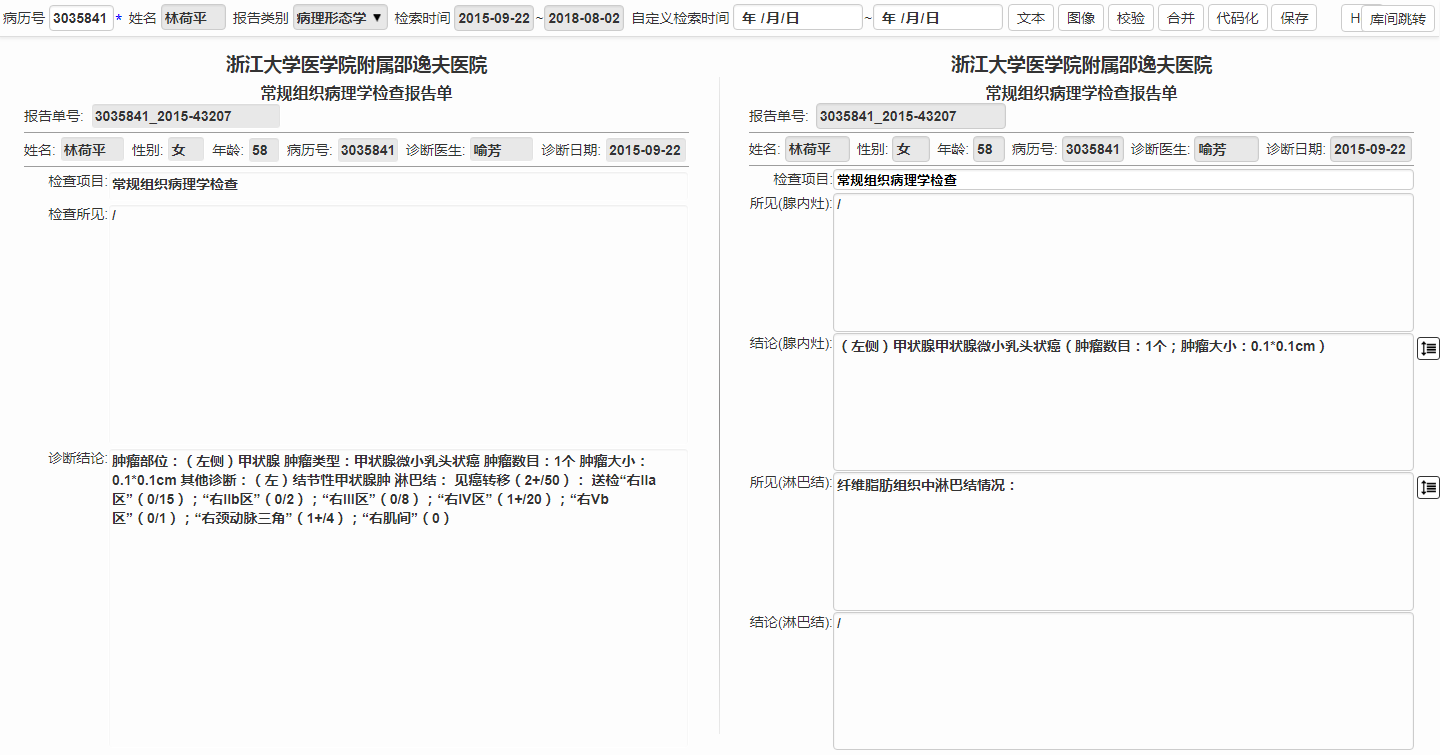 病历号 3035841 * 姓名 林荷平 报告类别 病理形态学 ▼ 检索时间 2015-09-22 ~ 2018-08-02 自定义检索时间 年 /月/日 ~ 年 /月/日 文本 图像 校验 合并 代码化 保存 H 库间跳转
浙江大学医学院附属邵逸夫医院
常规组织病理学检查报告单
报告单号: 3035841_2015-43207
姓名: 林荷平 性别: 女 年龄: 58 病历号: 3035841 诊断医生: 喻芳 诊断日期: 2015-09-22
检查项目: 常规组织病理学检查
检查所见: /
诊断结论: 肿瘤部位：（左侧）甲状腺 肿瘤类型：甲状腺微小乳头状癌 肿瘤数目：1个 肿瘤大小：
0.1*0.1cm 其他诊断：（左）结节性甲状腺肿 淋巴结： 见癌转移（2+/50）： 送检“右IIa
区”（0/15）；“右IIb区”（0/2）；“右III区”（0/8）；“右IV区”（1+/20）；“右Vb
区”（0/1）；“右颈动脉三角”（1+/4）；“右肌间”（0）
浙江大学医学院附属邵逸夫医院
常规组织病理学检查报告单
报告单号: 3035841_2015-43207
姓名: 林荷平 性别: 女 年龄: 58 病历号: 3035841 诊断医生: 喻芳 诊断日期: 2015-09-22
检查项目: 常规组织病理学检查
所见(腺内灶): /
结论(腺内灶): （左侧）甲状腺甲状腺微小乳头状癌（肿瘤数目：1个；肿瘤大小：0.1*0.1cm）
所见(淋巴结): 纤维脂肪组织中淋巴结情况：
结论(淋巴结): /